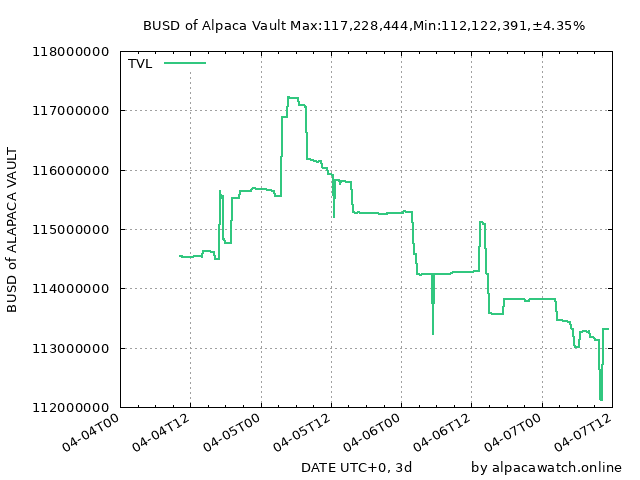 BUSD of Alpaca Vault Max:117,228,444,Min:112,122,391,±4.35%
TVL
118000000
117000000
116000000
115000000
114000000
113000000
112000000
BUSD of ALAPACA VAULT
04-04T00
04-04T12
04-05T00
04-05T12
04-06T00
04-06T12
04-07T00
04-07T12
DATE UTC+0, 3d
by alpacawatch.online